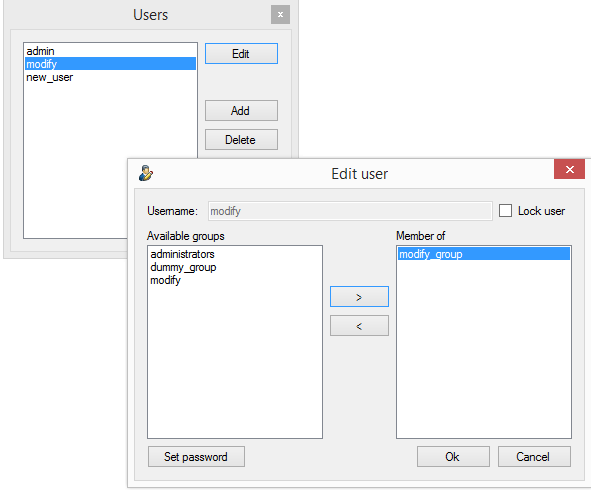 Users
x
admin
modify
new_user
Edit
Add
Delete
Edit user
Username:
modify
Lock user
Available groups
administrators
dummy_group
modify
>
<
Member of
modify_group
Set password
Ok
Cancel